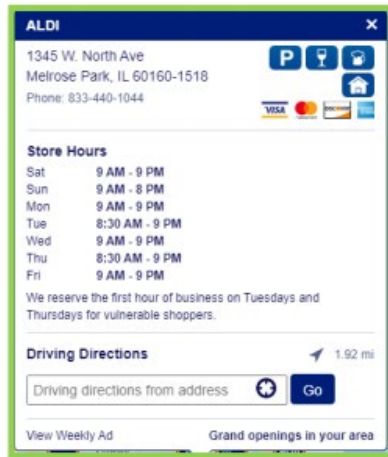 ALDI
1345 W. North Ave
Melrose Park, IL 60160-1518
Phone: 833-440-1044
P
VISA
DISCOVER
Store Hours
Sat 9 AM - 9 PM
Sun 9 AM - 8 PM
Mon 9 AM - 9 PM
Tue 8:30 AM - 9 PM
Wed 9 AM - 9 PM
Thu 8:30 AM - 9 PM
Fri 9 AM - 9 PM
We reserve the first hour of business on Tuesdays and
Thursdays for vulnerable shoppers.
Driving Directions 1.92 mi
Driving directions from address Go
View Weekly Ad Grand openings in your area